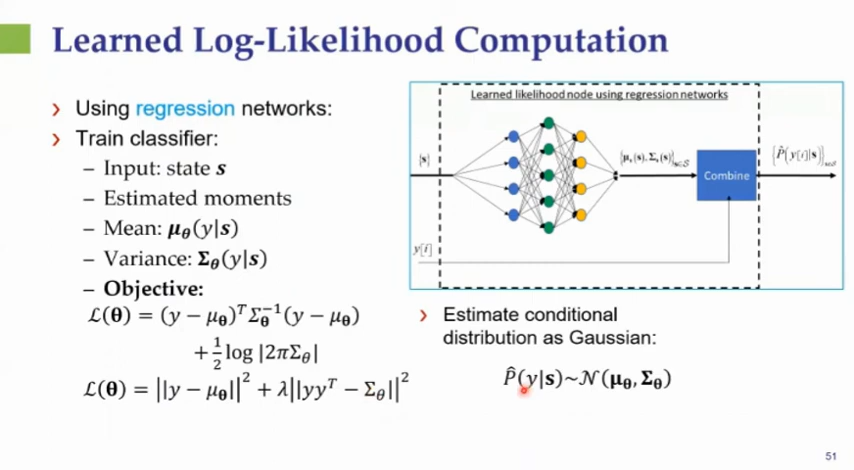 Learned Log-Likelihood Computation
› Using regression networks:
› Train classifier:
– Input: state s
– Estimated moments
– Mean: μθ(y|s)
– Variance: Σθ(y|s)
– Objective:
ℒ(θ) = (y − μθ)ᵀ Σθ⁻¹ (y − μθ)
+ ½ log |2πΣθ|
ℒ(θ) = ||y − μθ||² + λ||yyᵀ − Σθ||²
Learned likelihood node using regression networks
{s}
{μₛ(s), Σₛ(s)}s∈𝒮
Combine
{P̂(y[i]|s)}s∈𝒮
y[i]
› Estimate conditional
distribution as Gaussian:
P̂(y|s)~𝒩(μθ, Σθ)
51